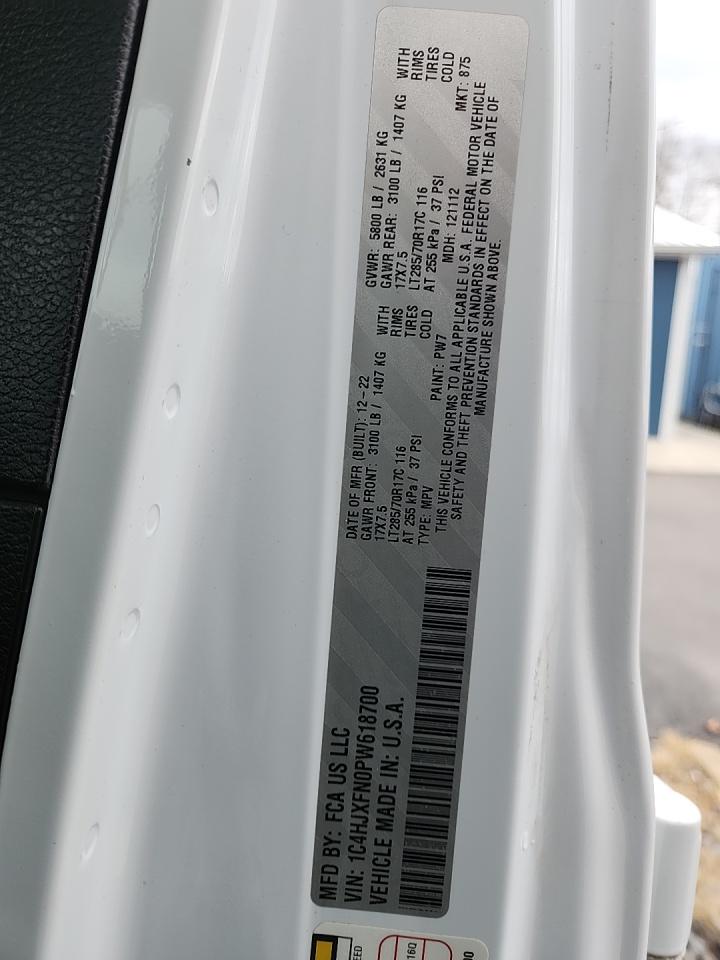 MFD BY: FCA US LLC
VIN: 1C4HJXFN0PW618700
VEHICLE MADE IN: U.S.A.
DATE OF MFR (BUILT): 12-22
GAWR FRONT: 3100 LB / 1407 KG WITH
17X7.5 RIMS
LT285/70R17C 116 TIRES
AT 255 kPa / 37 PSI COLD
GVWR: 5800 LB / 2631 KG
GAWR REAR: 3100 LB / 1407 KG WITH
17X7.5 RIMS
LT285/70R17C 116 TIRES
AT 255 kPa / 37 PSI COLD
TYPE: MPV PAINT: PW7 MDH: 121112 MKT: 875
THIS VEHICLE CONFORMS TO ALL APPLICABLE U.S.A. FEDERAL MOTOR VEHICLE
SAFETY AND THEFT PREVENTION STANDARDS IN EFFECT ON THE DATE OF
MANUFACTURE SHOWN ABOVE.
EED
16Q
00